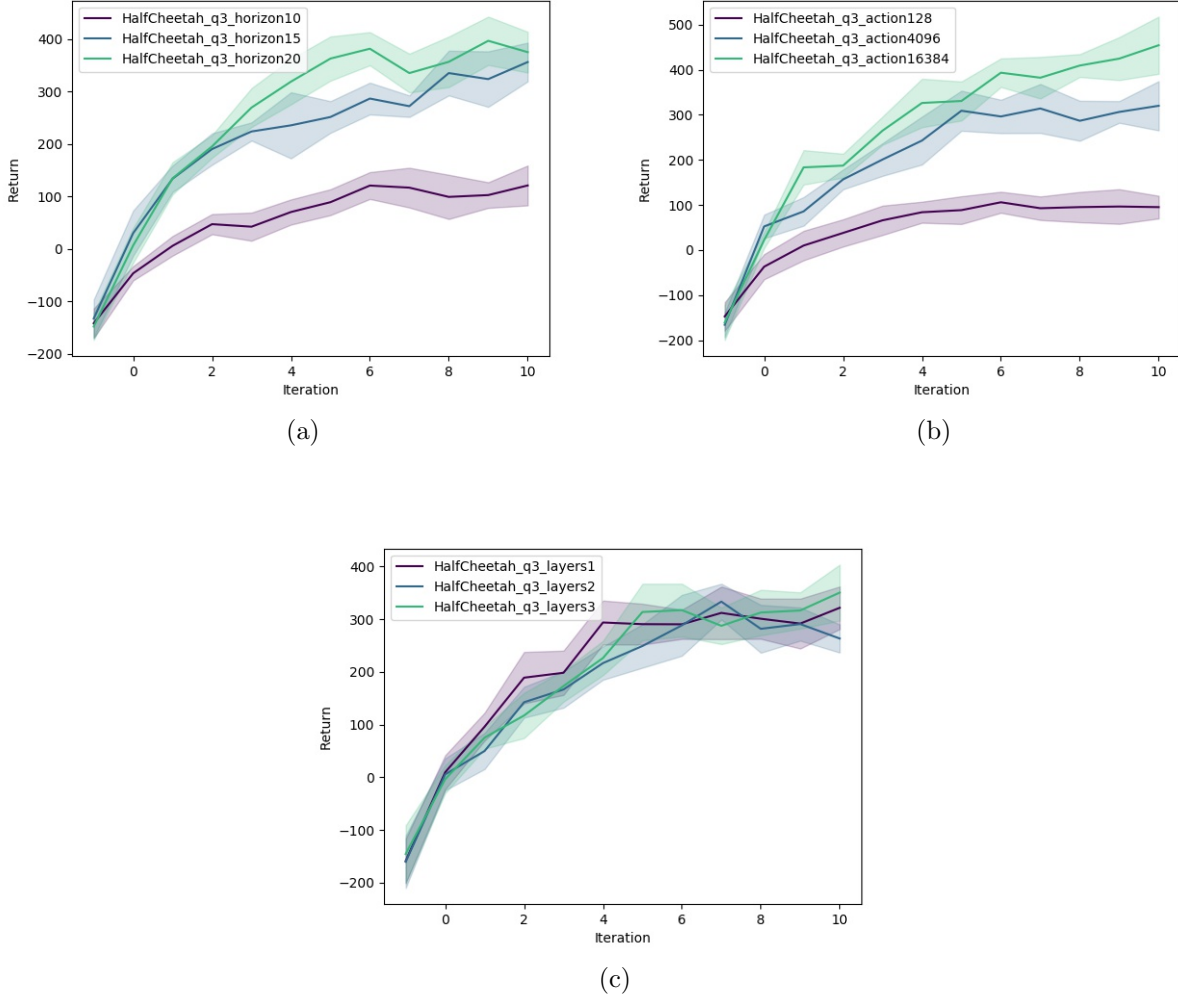 HalfCheetah_q3_horizon10
HalfCheetah_q3_horizon15
HalfCheetah_q3_horizon20
400
300
200
100
0
−100
−200
Return
0 2 4 6 8 10
Iteration
(a)
HalfCheetah_q3_action128
HalfCheetah_q3_action4096
HalfCheetah_q3_action16384
500
400
300
200
100
0
−100
−200
Return
0 2 4 6 8 10
Iteration
(b)
HalfCheetah_q3_layers1
HalfCheetah_q3_layers2
HalfCheetah_q3_layers3
400
300
200
100
0
−100
−200
Return
0 2 4 6 8 10
Iteration
(c)